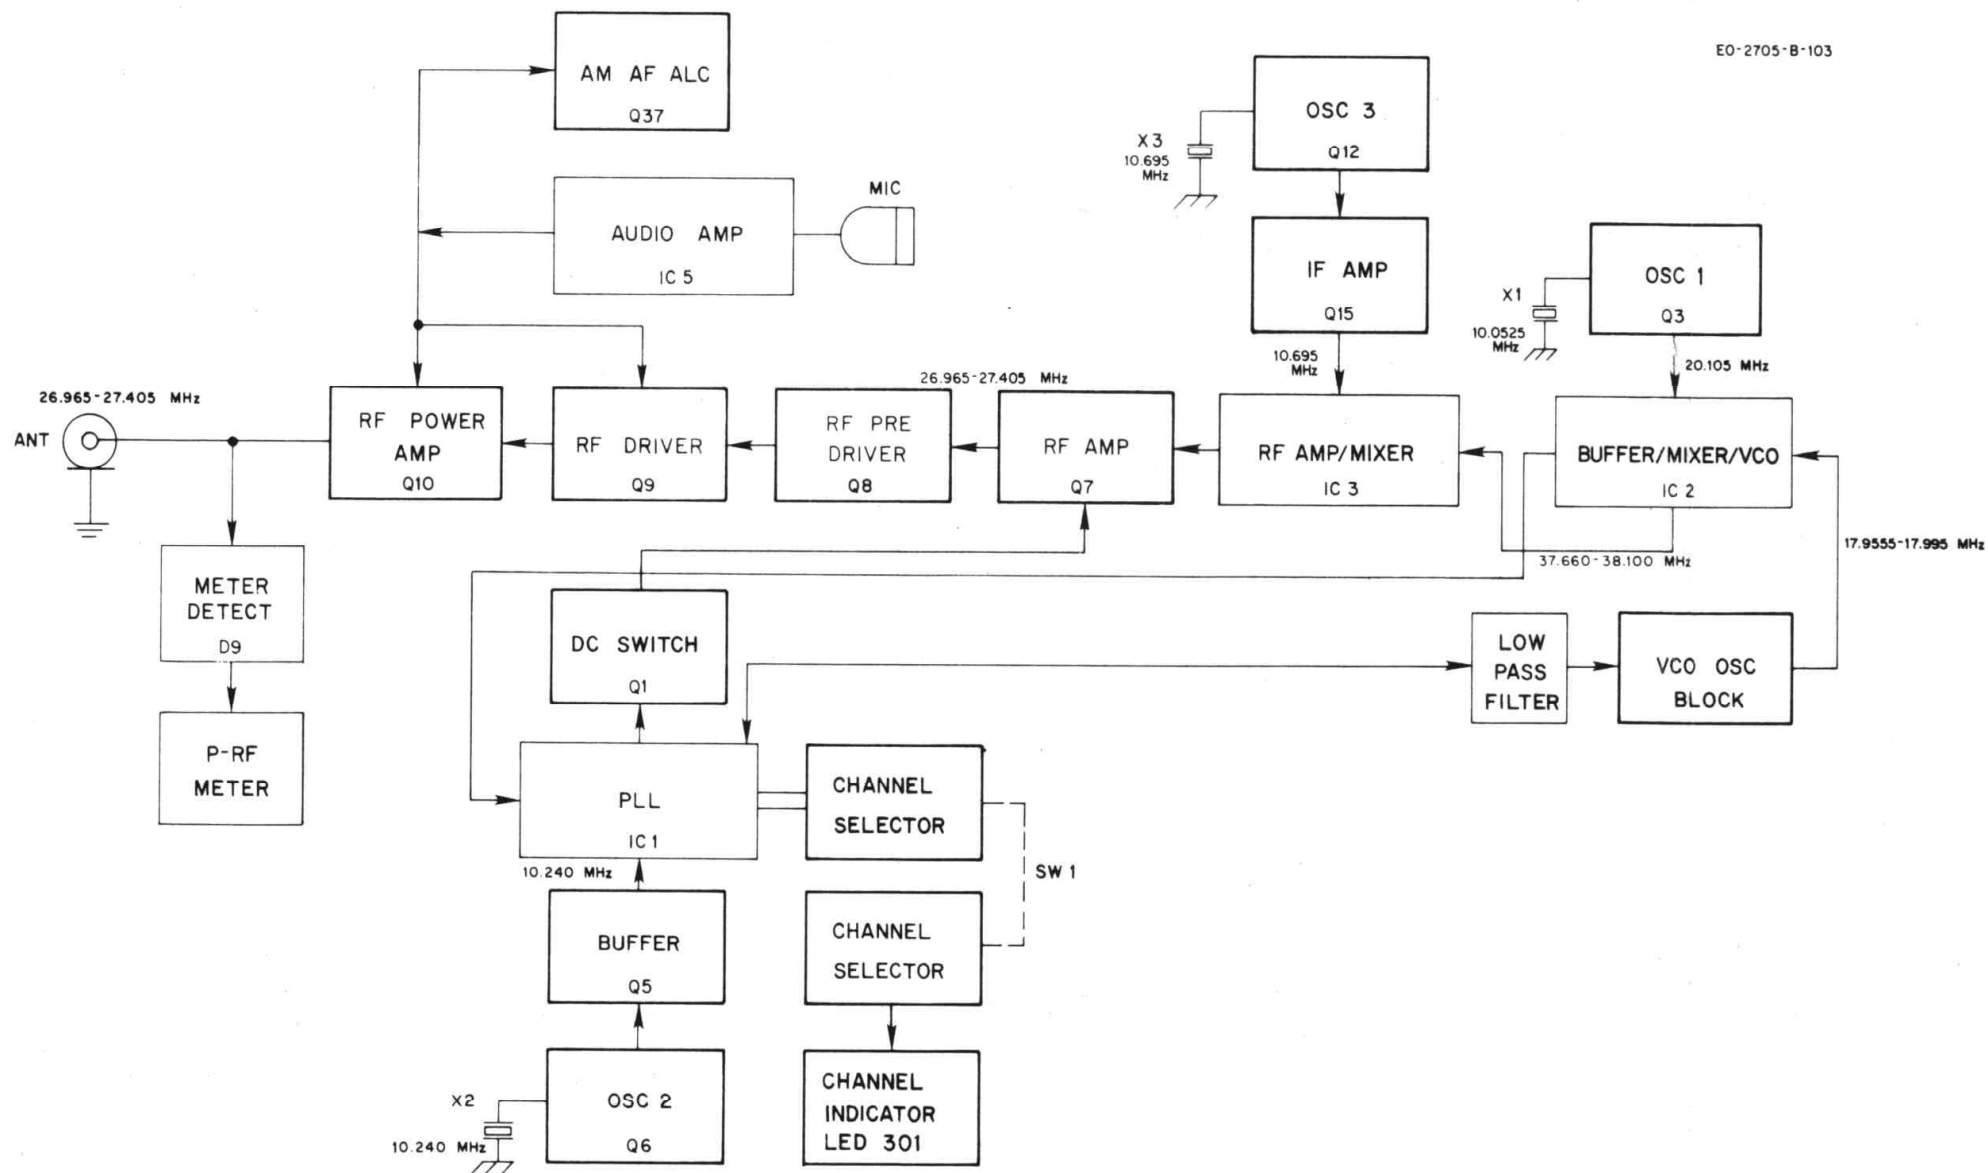 EO-2705-B-103
AM AF ALC
Q37
OSC 3
Q12
X3
10.695
MHz
MIC
AUDIO AMP
IC 5
IF AMP
Q15
OSC 1
Q3
X1
10.0525
MHz
10.695
MHz
20.105 MHz
26.965-27.405 MHz
26.965-27.405 MHz
ANT
RF POWER
AMP
Q10
RF DRIVER
Q9
RF PRE
DRIVER
Q8
RF AMP
Q7
RF AMP/MIXER
IC 3
BUFFER/MIXER/VCO
IC 2
17.9555-17.995 MHz
37.660-38.100 MHz
METER
DETECT
D9
DC SWITCH
Q1
LOW
PASS
FILTER
VCO OSC
BLOCK
P-RF
METER
PLL
IC 1
CHANNEL
SELECTOR
10.240 MHz
SW 1
BUFFER
Q5
CHANNEL
SELECTOR
X2
10.240 MHz
OSC 2
Q6
CHANNEL
INDICATOR
LED 301